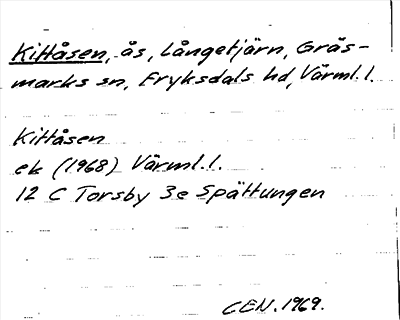 Kittåsen, ås, Långetjärn, Gräs-
marks sn, Fryksdals hd, Värml. l.
Kittåsen
ek (1968) Värml. l.
12 C Torsby 3e Spättungen
CEN. 1969.